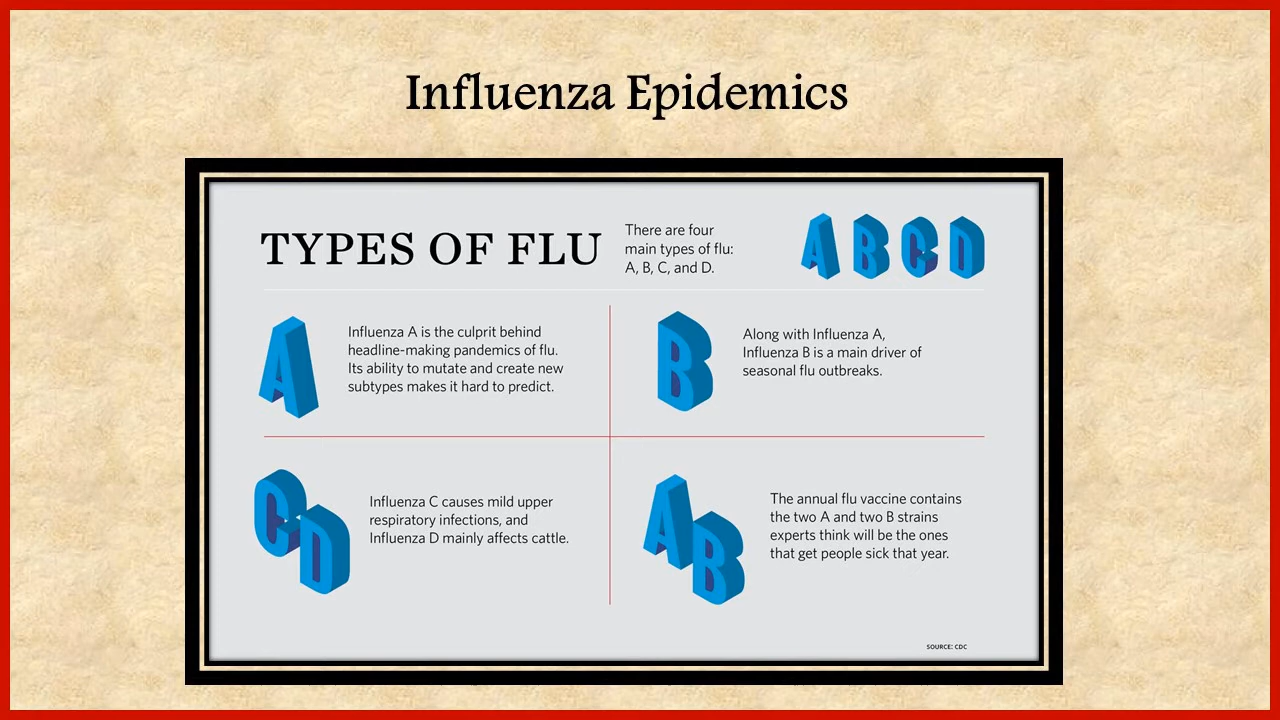 Influenza Epidemics
TYPES OF FLU
There are four
main types of flu:
A, B, C, and D.
A B C D
A
Influenza A is the culprit behind
headline-making pandemics of flu.
Its ability to mutate and create new
subtypes makes it hard to predict.
B
Along with Influenza A,
Influenza B is a main driver of
seasonal flu outbreaks.
C D
Influenza C causes mild upper
respiratory infections, and
Influenza D mainly affects cattle.
A B
The annual flu vaccine contains
the two A and two B strains
experts think will be the ones
that get people sick that year.
SOURCE: CDC